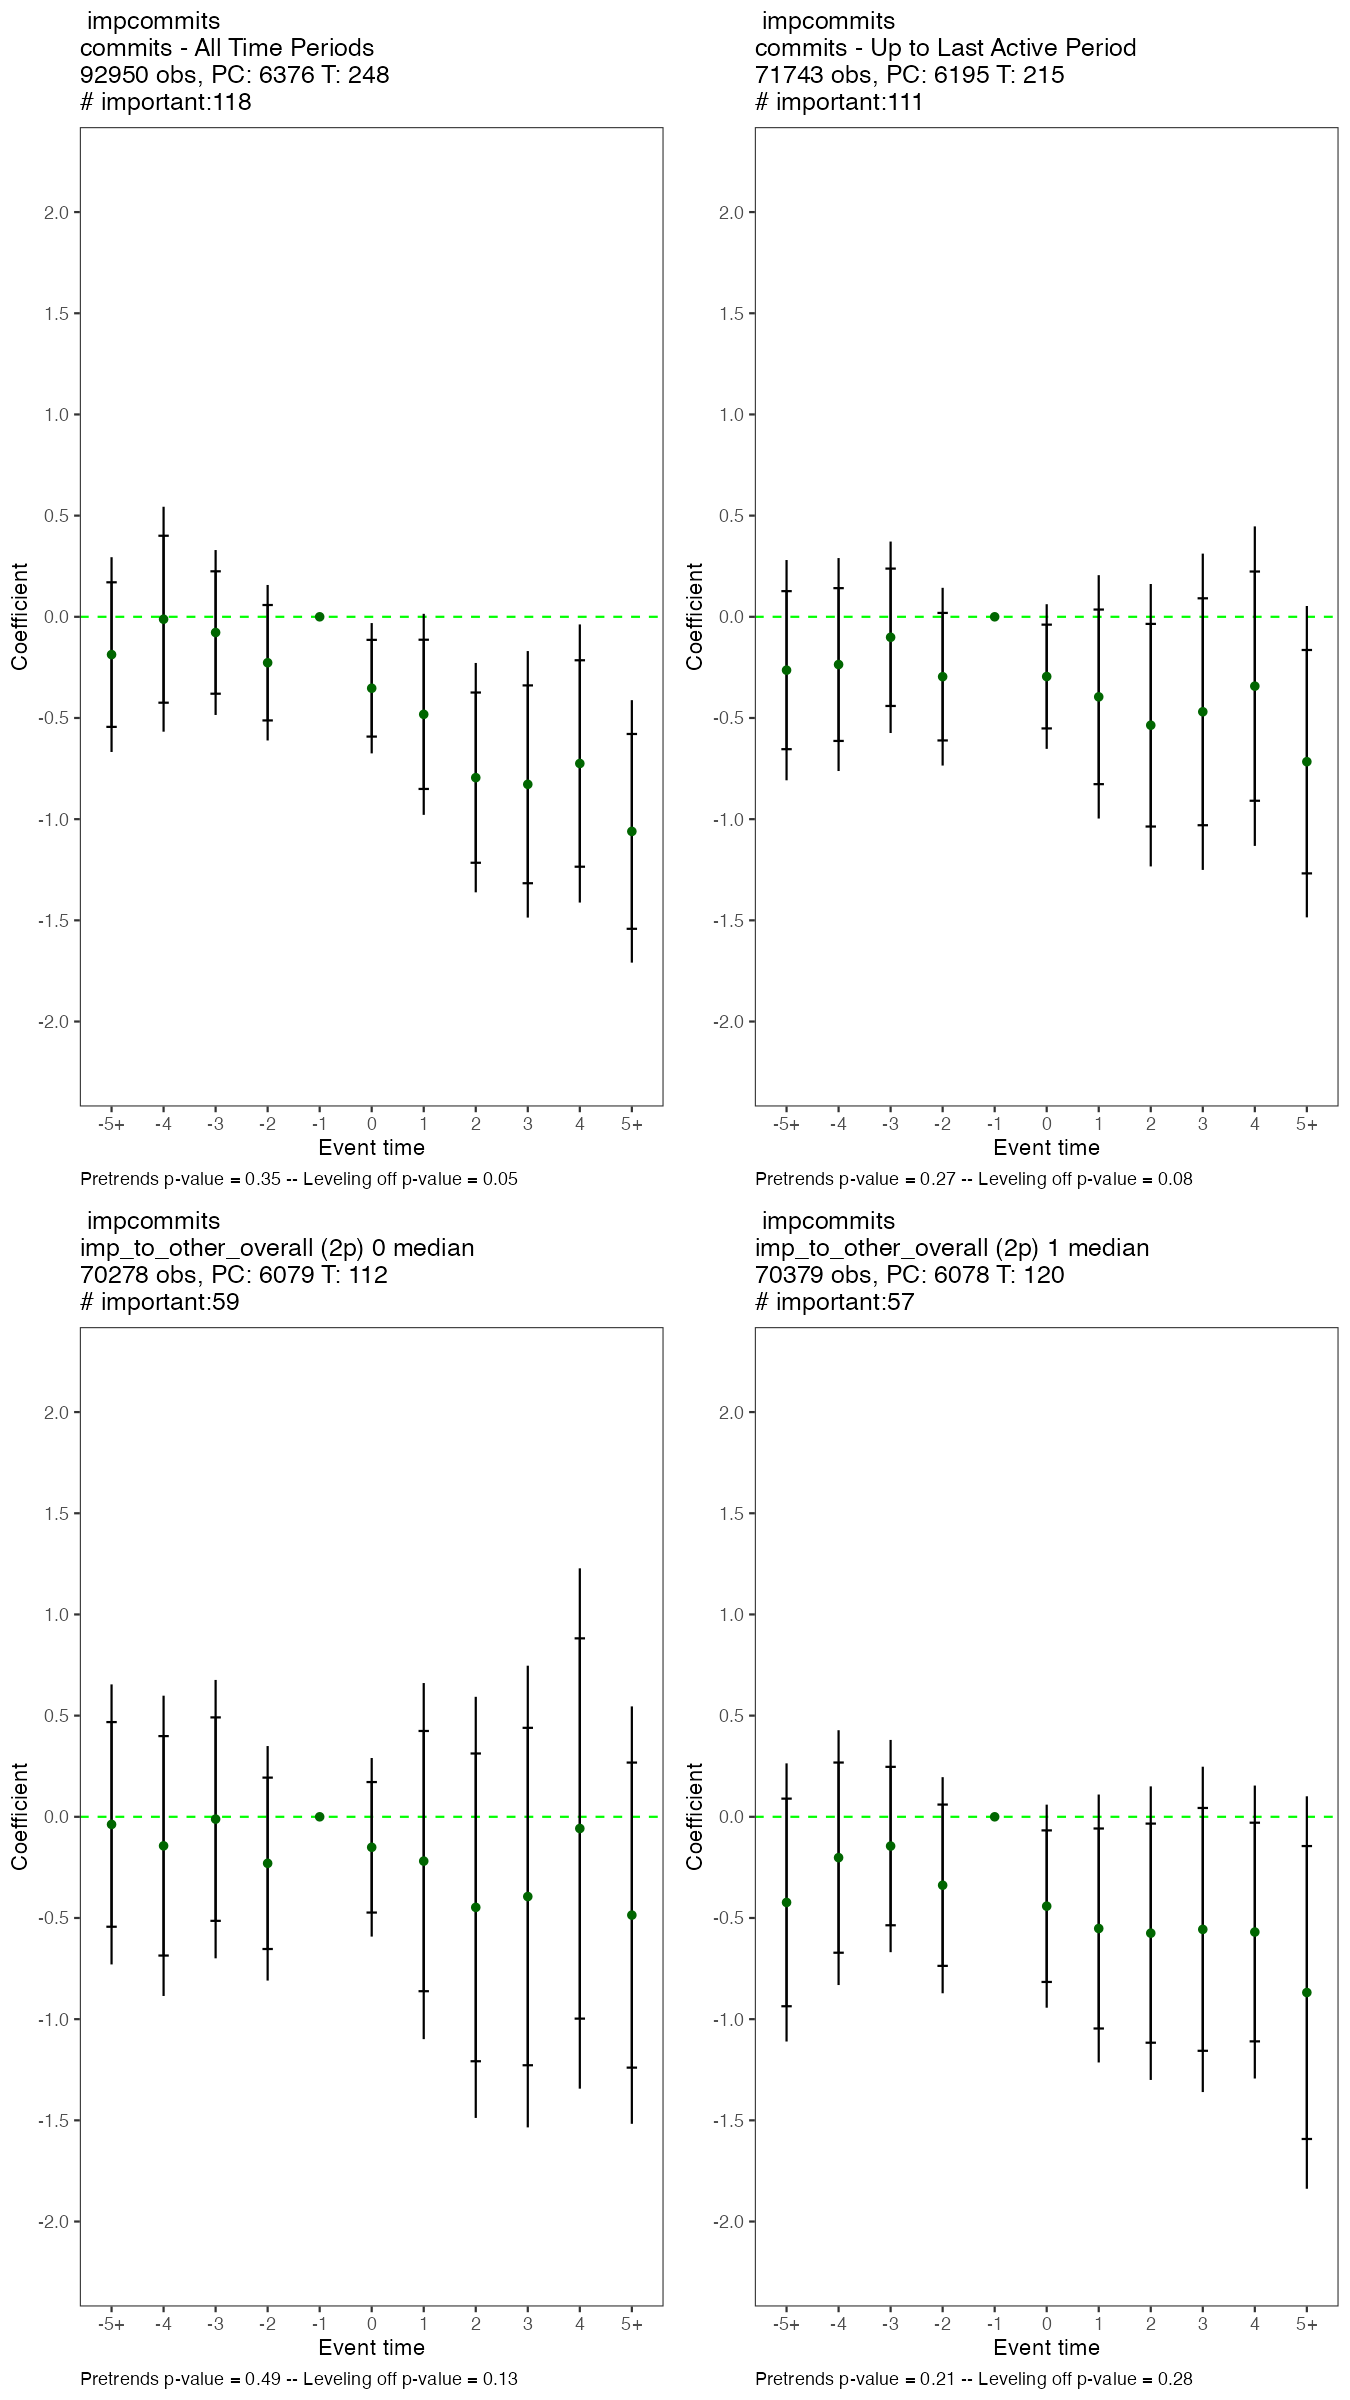 impcommits
commits - All Time Periods
92950 obs, PC: 6376 T: 248
# important:118
2.0
1.5
1.0
0.5
0.0
-0.5
-1.0
-1.5
-2.0
Coefficient
-5+ -4 -3 -2 -1 0 1 2 3 4 5+
Event time
Pretrends p-value = 0.35 -- Leveling off p-value = 0.05
impcommits
commits - Up to Last Active Period
71743 obs, PC: 6195 T: 215
# important:111
2.0
1.5
1.0
0.5
0.0
-0.5
-1.0
-1.5
-2.0
Coefficient
-5+ -4 -3 -2 -1 0 1 2 3 4 5+
Event time
Pretrends p-value = 0.27 -- Leveling off p-value = 0.08
impcommits
imp_to_other_overall (2p) 0 median
70278 obs, PC: 6079 T: 112
# important:59
2.0
1.5
1.0
0.5
0.0
-0.5
-1.0
-1.5
-2.0
Coefficient
-5+ -4 -3 -2 -1 0 1 2 3 4 5+
Event time
Pretrends p-value = 0.49 -- Leveling off p-value = 0.13
impcommits
imp_to_other_overall (2p) 1 median
70379 obs, PC: 6078 T: 120
# important:57
2.0
1.5
1.0
0.5
0.0
-0.5
-1.0
-1.5
-2.0
Coefficient
-5+ -4 -3 -2 -1 0 1 2 3 4 5+
Event time
Pretrends p-value = 0.21 -- Leveling off p-value = 0.28